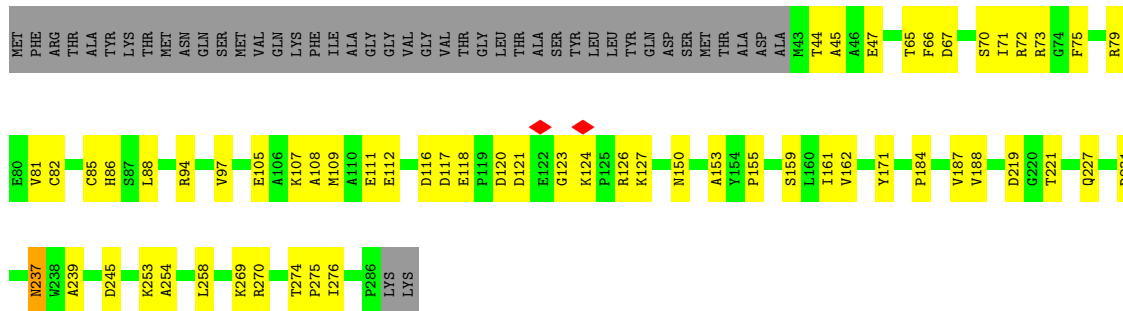 MET PHE ARG THR ALA TYR LYS THR MET ASN GLN SER MET VAL GLN LYS PHE ILE ALA GLY GLY VAL GLY VAL THR GLY LEU THR ALA SER TYR LEU LEU TYR GLN ASP SER MET THR ALA ASP ALA M43 T44 A45 A46 E47 T65 F66 D67 S70 I71 R72 R73 G74 F75 R79
E80 V81 C82 C85 H86 S87 L88 R94 V97 E105 A106 K107 A108 M109 A110 E111 E112 D116 D117 E118 P119 D120 D121 E122 G123 K124 P125 R126 K127 N150 A153 Y154 P155 S159 L160 I161 V162 Y171 P184 V187 V188 D219 G220 T221 Q227
N237 W238 A239 D245 K253 A254 L258 K269 R270 T274 P275 I276 P286 LYS LYS